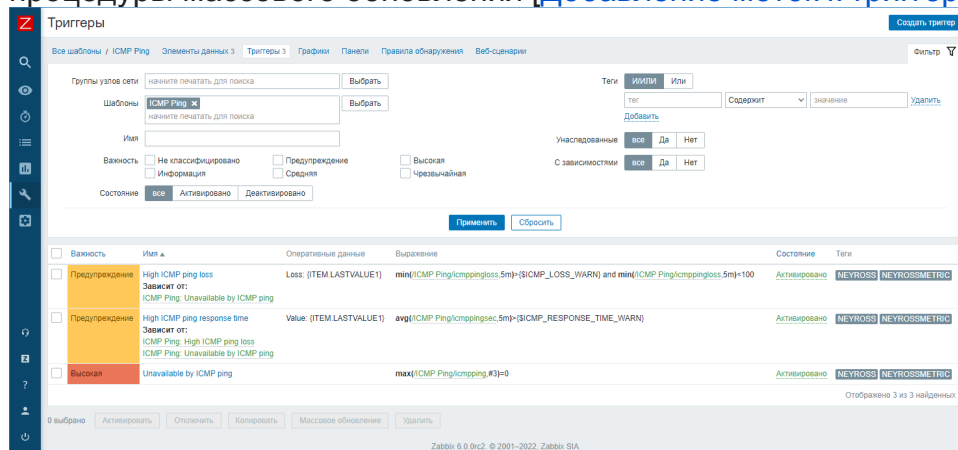 Триггеры
Создать триггер
Все шаблоны / ICMP Ping Элементы данных 3 Триггеры 3 Графики Панели Правила обнаружения Веб-сценарии
Фильтр
Группы узлов сети начните печатать для поиска Выбрать
Теги И/ИЛИ Или
Шаблоны ICMP Ping Выбрать
начните печатать для поиска
тег Содержит значение Удалить
Добавить
Имя
Унаследованные все Да Нет
Важность Не классифицировано Предупреждение Высокая
Информация Средняя Чрезвычайная
С зависимостями все Да Нет
Состояние все Активировано Деактивировано
Применить Сбросить
Важность Имя Оперативные данные Выражение Состояние Теги
Предупреждение High ICMP ping loss Loss: {ITEM.LASTVALUE1} min(/ICMP Ping/icmppingloss,5m)>{$ICMP_LOSS_WARN} and min(/ICMP Ping/icmppingloss,5m)<100 Активировано NEYROSS NEYROSSMETRIC
Зависит от:
ICMP Ping: Unavailable by ICMP ping
Предупреждение High ICMP ping response time Value: {ITEM.LASTVALUE1} avg(/ICMP Ping/icmppingsec,5m)>{$ICMP_RESPONSE_TIME_WARN} Активировано NEYROSS NEYROSSMETRIC
Зависит от:
ICMP Ping: High ICMP ping loss
ICMP Ping: Unavailable by ICMP ping
Высокая Unavailable by ICMP ping max(/ICMP Ping/icmpping,#3)=0 Активировано NEYROSS NEYROSSMETRIC
Отображено 3 из 3 найденных
0 выбрано Активировать Отключить Копировать Массовое обновление Удалить
Zabbix 6.0.0rc2. © 2001–2022, Zabbix SIA